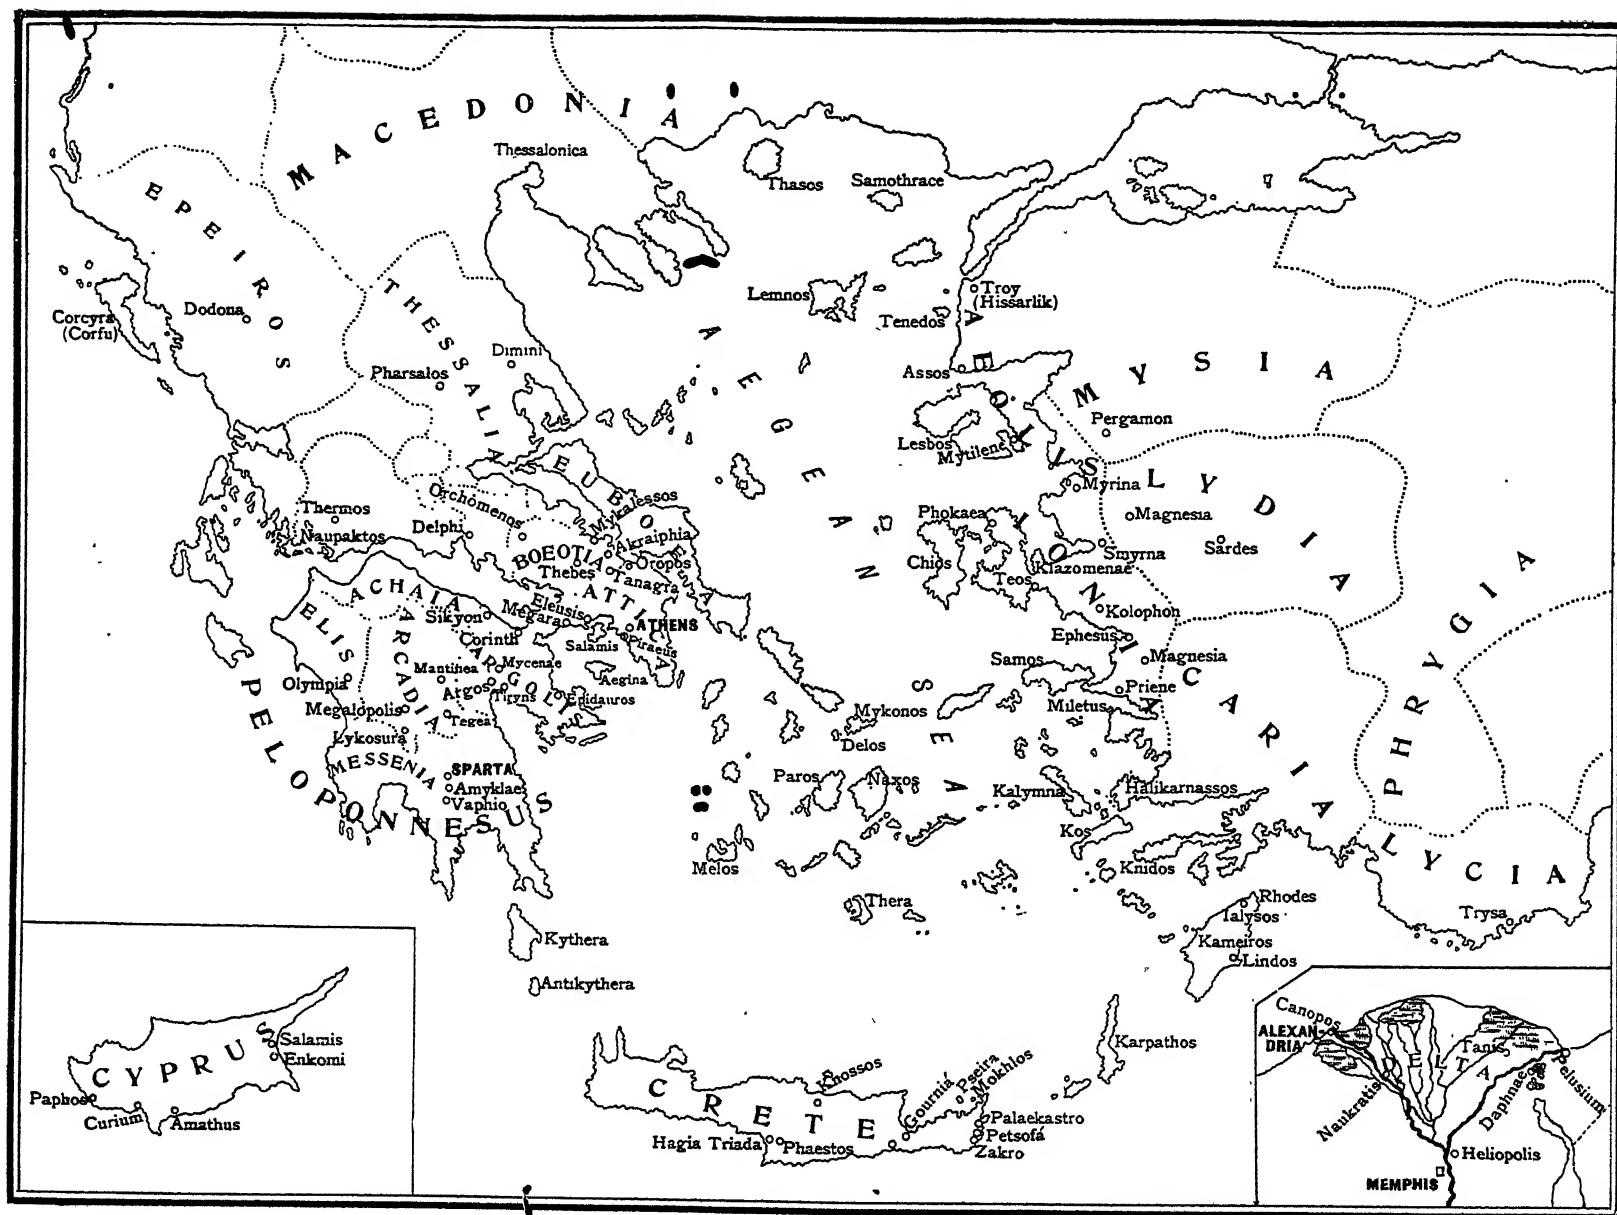 MACEDONIA
Thessalonica
Thasos
Samothrace
EPEIROS
Corcyra
(Corfu)
Dodona
THESSALIA
Dimini
Pharsalos
Lemnos
Tenedos
Troy
(Hissarlik)
Assos
AEOLIS
MYSIA
Pergamon
Lesbos
Mytilene
AEGEAN
SEA
EUBOEA
Thermos
Naupaktos
Delphi
Orchomenos
Mykalessos
Akraiphia
BOEOTIA
Oropos
Thebes
Tanagra
ATTICA
Eleusis
Megara
ATHENS
Piraeus
Salamis
Aegina
ACHAIA
Sikyon
Corinth
ELIS
ARCADIA
ARGOLIS
Mantinea
Mycenae
Argos
Tiryns
Epidauros
Olympia
Megalopolis
Tegea
Lykosura
MESSENIA
SPARTA
Amyklae
Vaphio
PELOPONNESUS
Myrina
LYDIA
Magnesia
Phokaea
Smyrna
Sardes
Chios
Klazomenae
Teos
IONIA
Kolophon
Ephesus
Magnesia
Samos
Priene
Miletus
CARIA
PHRYGIA
Mykonos
Delos
Paros
Naxos
Kalymna
Halikarnassos
Kos
Knidos
Melos
Thera
LYCIA
Trysa
Rhodes
Ialysos
Kameiros
Lindos
Kythera
Antikythera
Karpathos
CRETE
Knossos
Gourniá
Pseira
Mokhlos
Palaekastro
Petsofá
Zakro
Hagia Triada
Phaestos
CYPRUS
Salamis
Enkomi
Paphos
Curium
Amathus
Canopos
ALEXAN-
DRIA
DELTA
Tanis
Naukratis
Daphnae
Pelusium
Heliopolis
MEMPHIS